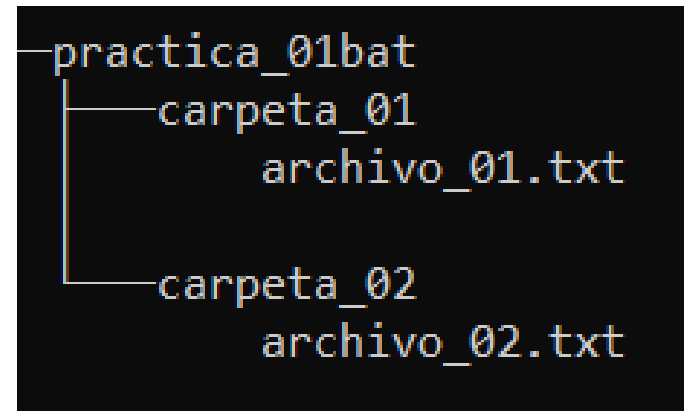 practica_01bat
carpeta_01
archivo_01.txt
carpeta_02
archivo_02.txt